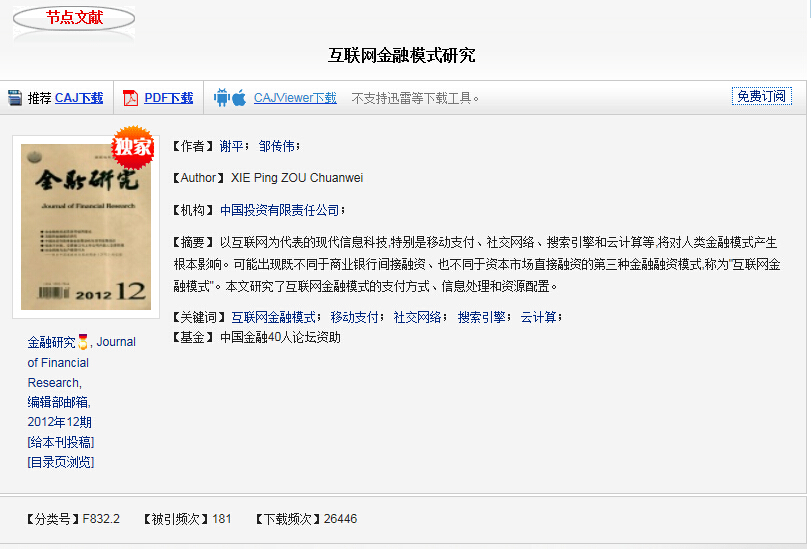 节点文献
互联网金融模式研究
推荐 CAJ下载 PDF下载 CAJViewer下载 不支持迅雷等下载工具。 免费订阅
独家
金融研究
Journal of Financial Research
2012 12
【作者】 谢平； 邹传伟；
【Author】 XIE Ping ZOU Chuanwei
【机构】 中国投资有限责任公司；
【摘要】 以互联网为代表的现代信息科技,特别是移动支付、社交网络、搜索引擎和云计算等,将对人类金融模式产生
根本影响。可能出现既不同于商业银行间接融资、也不同于资本市场直接融资的第三种金融融资模式,称为"互联网金
融模式"。本文研究了互联网金融模式的支付方式、信息处理和资源配置。
【关键词】 互联网金融模式； 移动支付； 社交网络； 搜索引擎； 云计算；
【基金】 中国金融40人论坛资助
金融研究, Journal
of Financial
Research,
编辑部邮箱,
2012年12期
[给本刊投稿]
[目录页浏览]
【分类号】F832.2 【被引频次】181 【下载频次】26446